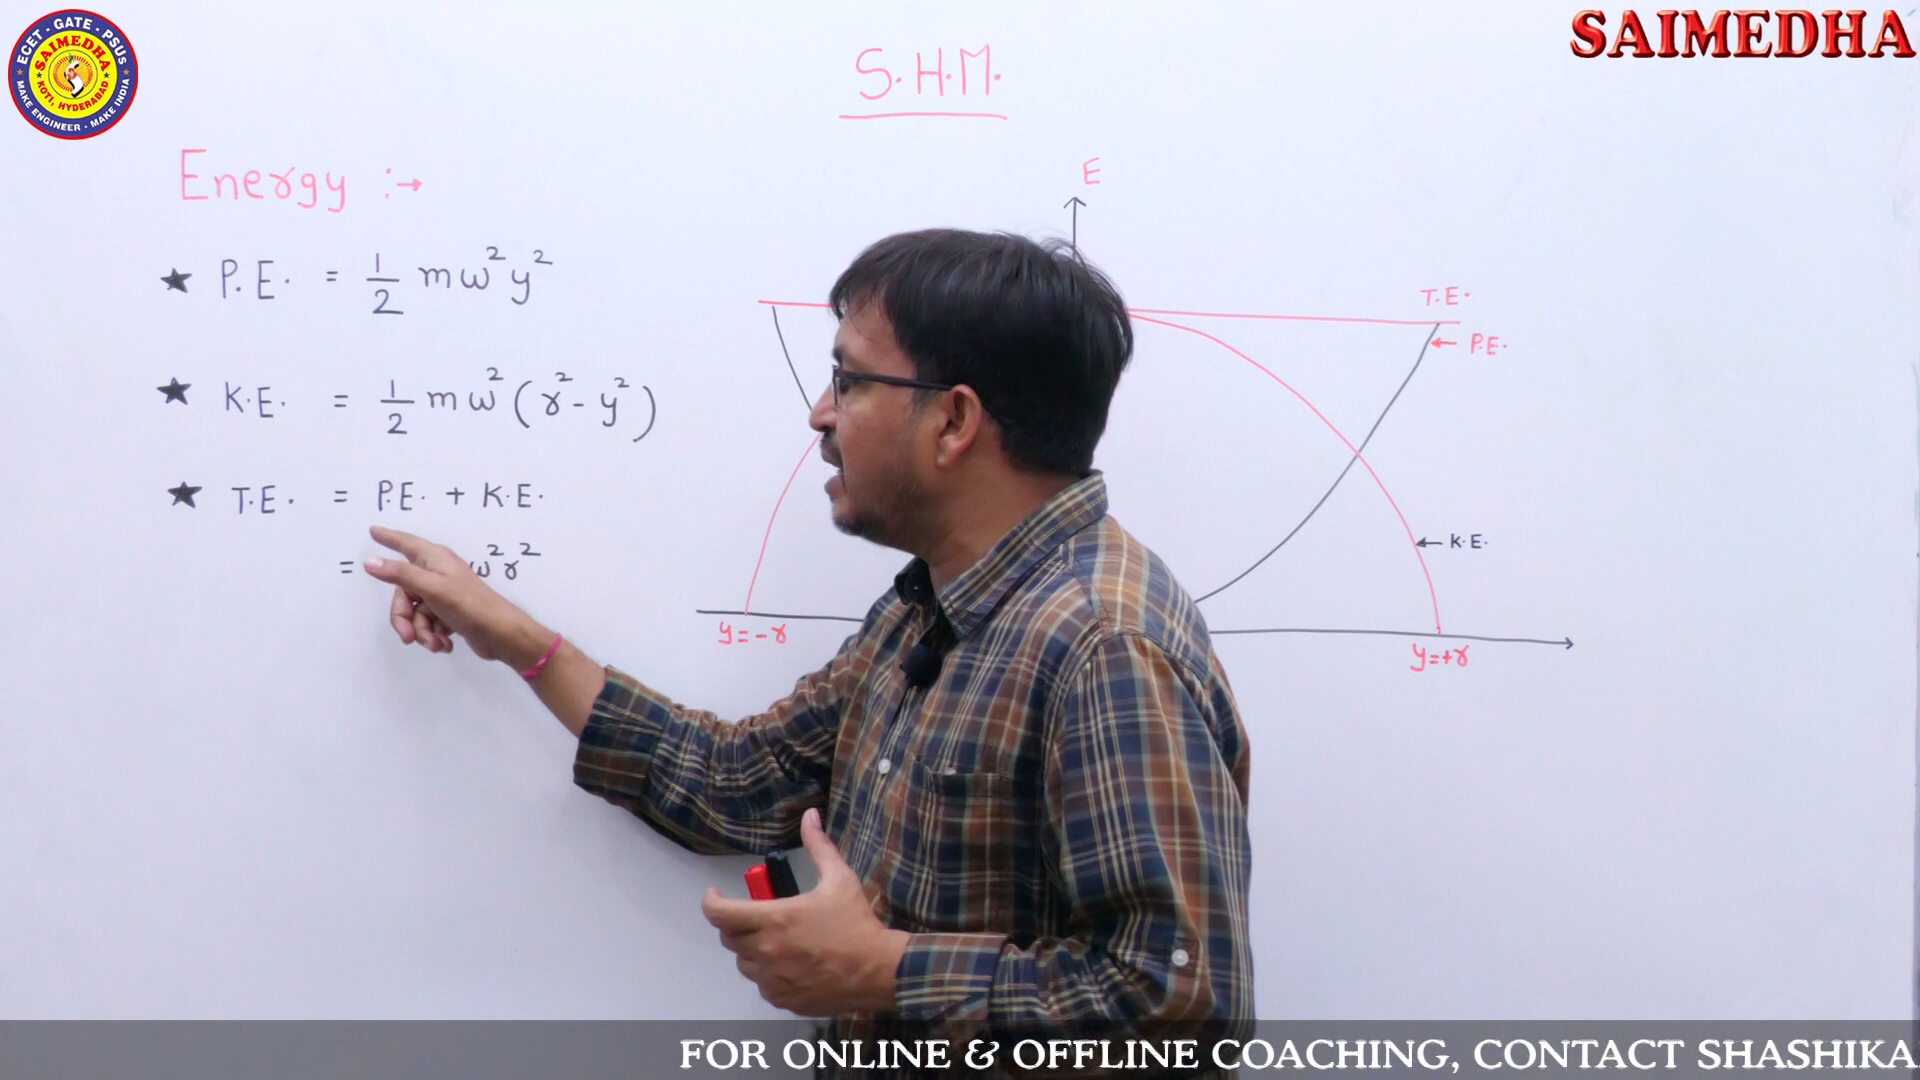 ECET - GATE - PSUS
SAIMEDHA
KOTI, HYDERABAD
MAKE ENGINEER - MAKE INDIA
SAIMEDHA
S.H.M.
Energy :→
★ P.E. = 1/2 mω²y²
★ K.E. = 1/2 mω²(r²-y²)
★ T.E. = P.E. + K.E.
= ω²r²
E
T.E.
← P.E.
← K.E.
y=-r
y=+r
FOR ONLINE & OFFLINE COACHING, CONTACT SHASHIKA